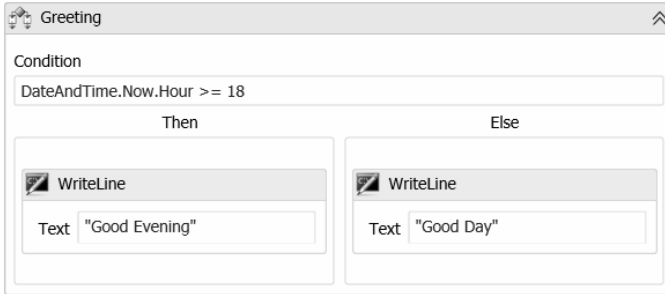 Greeting
Condition
DateAndTime.Now.Hour >= 18
Then
Else
WriteLine
Text "Good Evening"
WriteLine
Text "Good Day"